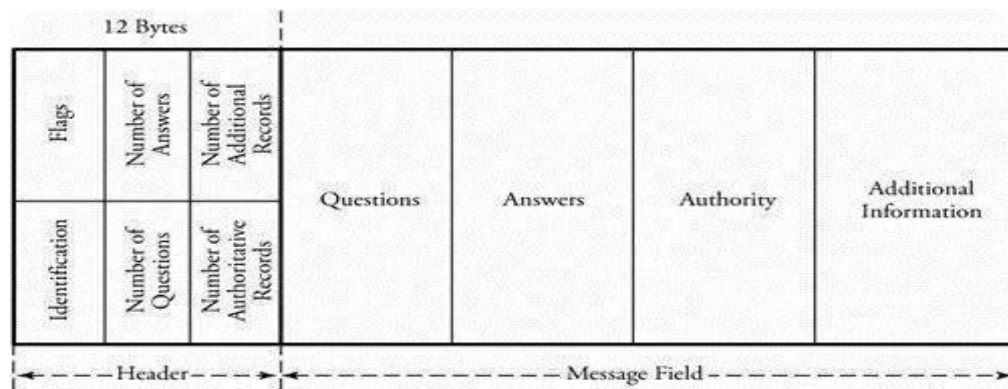 12 Bytes
Flags
Number of
Answers
Number of
Additional
Records
Identification
Number of
Questions
Number of
Authoritative
Records
Questions
Answers
Authority
Additional
Information
Header
Message Field